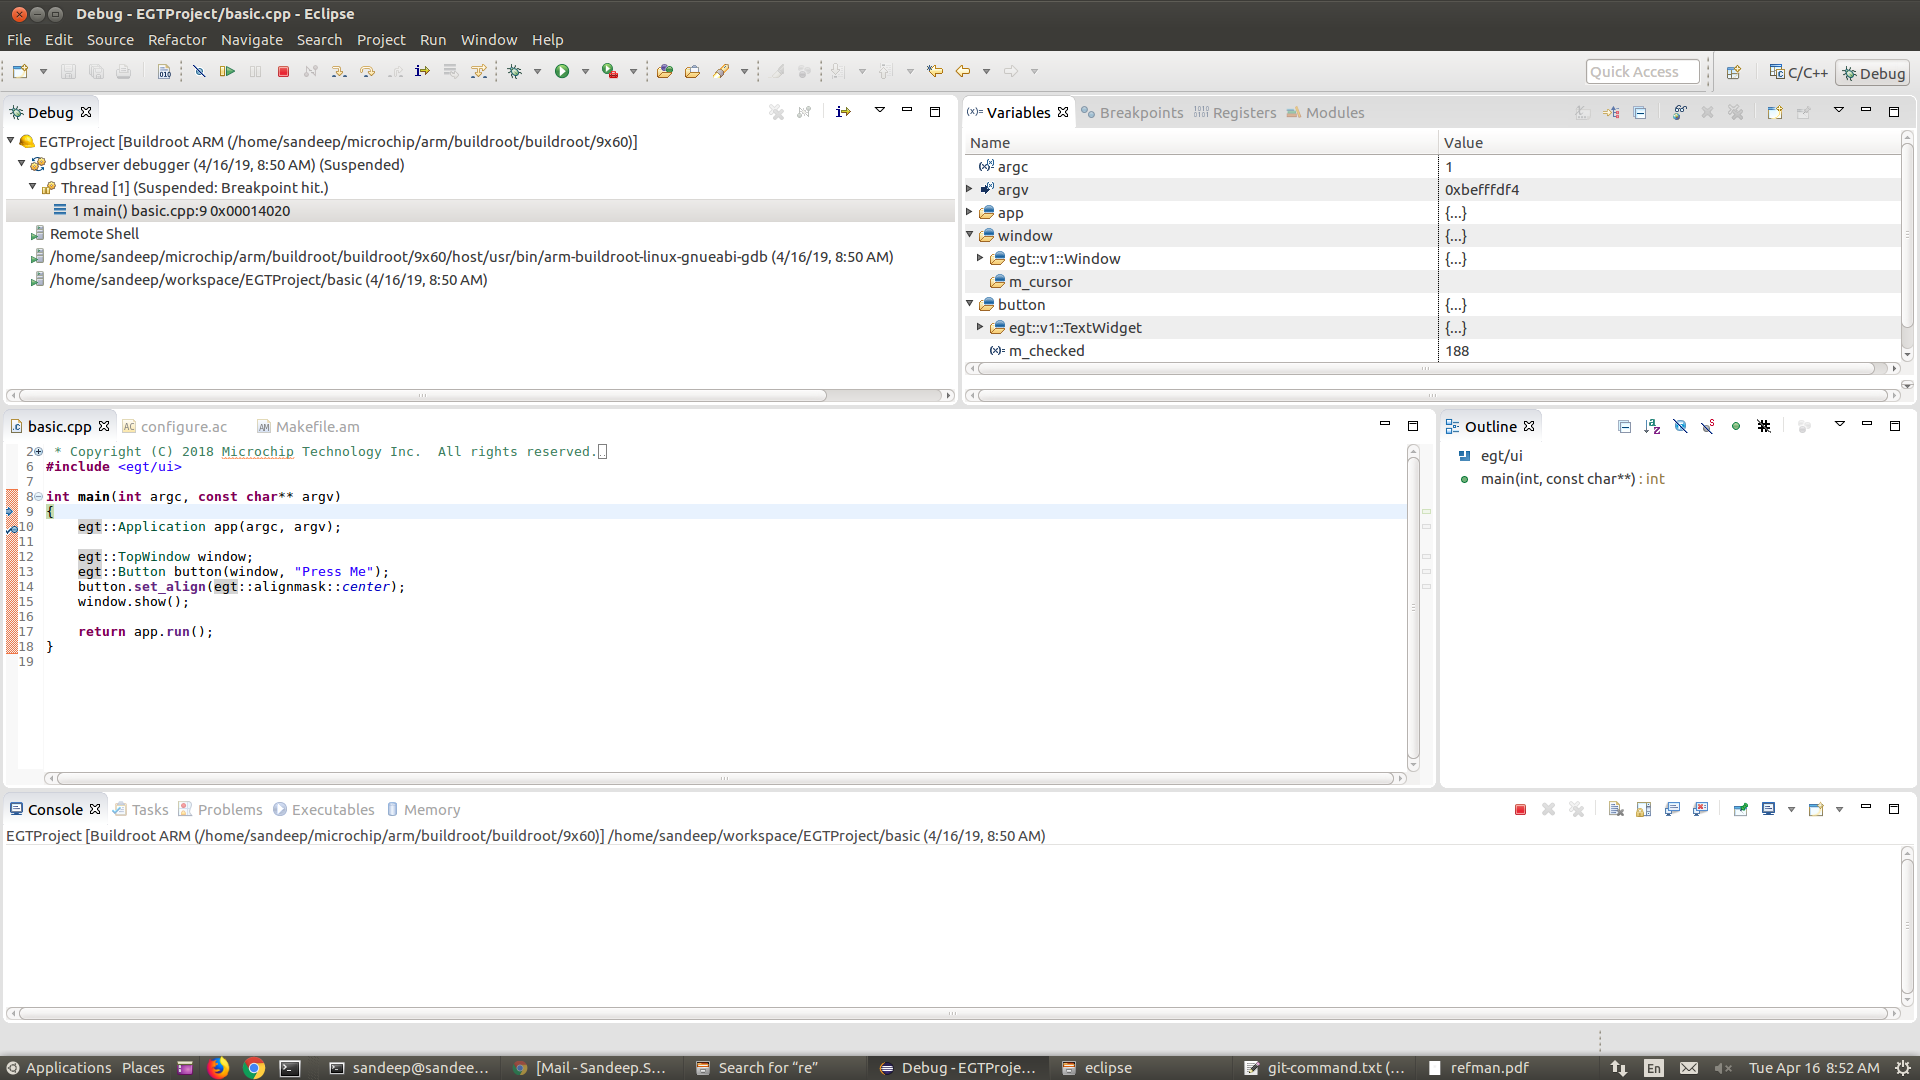 Debug - EGTProject/basic.cpp - Eclipse
File Edit Source Refactor Navigate Search Project Run Window Help
Quick Access C/C++ Debug
Debug
EGTProject [Buildroot ARM (/home/sandeep/microchip/arm/buildroot/buildroot/9x60)]
gdbserver debugger (4/16/19, 8:50 AM) (Suspended)
Thread [1] (Suspended: Breakpoint hit.)
1 main() basic.cpp:9 0x00014020
Remote Shell
/home/sandeep/microchip/arm/buildroot/buildroot/9x60/host/usr/bin/arm-buildroot-linux-gnueabi-gdb (4/16/19, 8:50 AM)
/home/sandeep/workspace/EGTProject/basic (4/16/19, 8:50 AM)
Variables Breakpoints Registers Modules
Name Value
argc 1
argv 0xbefffdf4
app {...}
window {...}
egt::v1::Window {...}
m_cursor
button {...}
egt::v1::TextWidget {...}
m_checked 188
basic.cpp configure.ac Makefile.am
2 * Copyright (C) 2018 Microchip Technology Inc.  All rights reserved.
6 #include <egt/ui>
7
8 int main(int argc, const char** argv)
9 {
10 egt::Application app(argc, argv);
11
12 egt::TopWindow window;
13 egt::Button button(window, "Press Me");
14 button.set_align(egt::alignmask::center);
15 window.show();
16
17 return app.run();
18 }
19
Outline
egt/ui
main(int, const char**) : int
Console Tasks Problems Executables Memory
EGTProject [Buildroot ARM (/home/sandeep/microchip/arm/buildroot/buildroot/9x60)] /home/sandeep/workspace/EGTProject/basic (4/16/19, 8:50 AM)
Applications Places sandeep@sandee... [Mail - Sandeep.S... Search for “re” Debug - EGTProje... eclipse git-command.txt (... refman.pdf En Tue Apr 16 8:52 AM